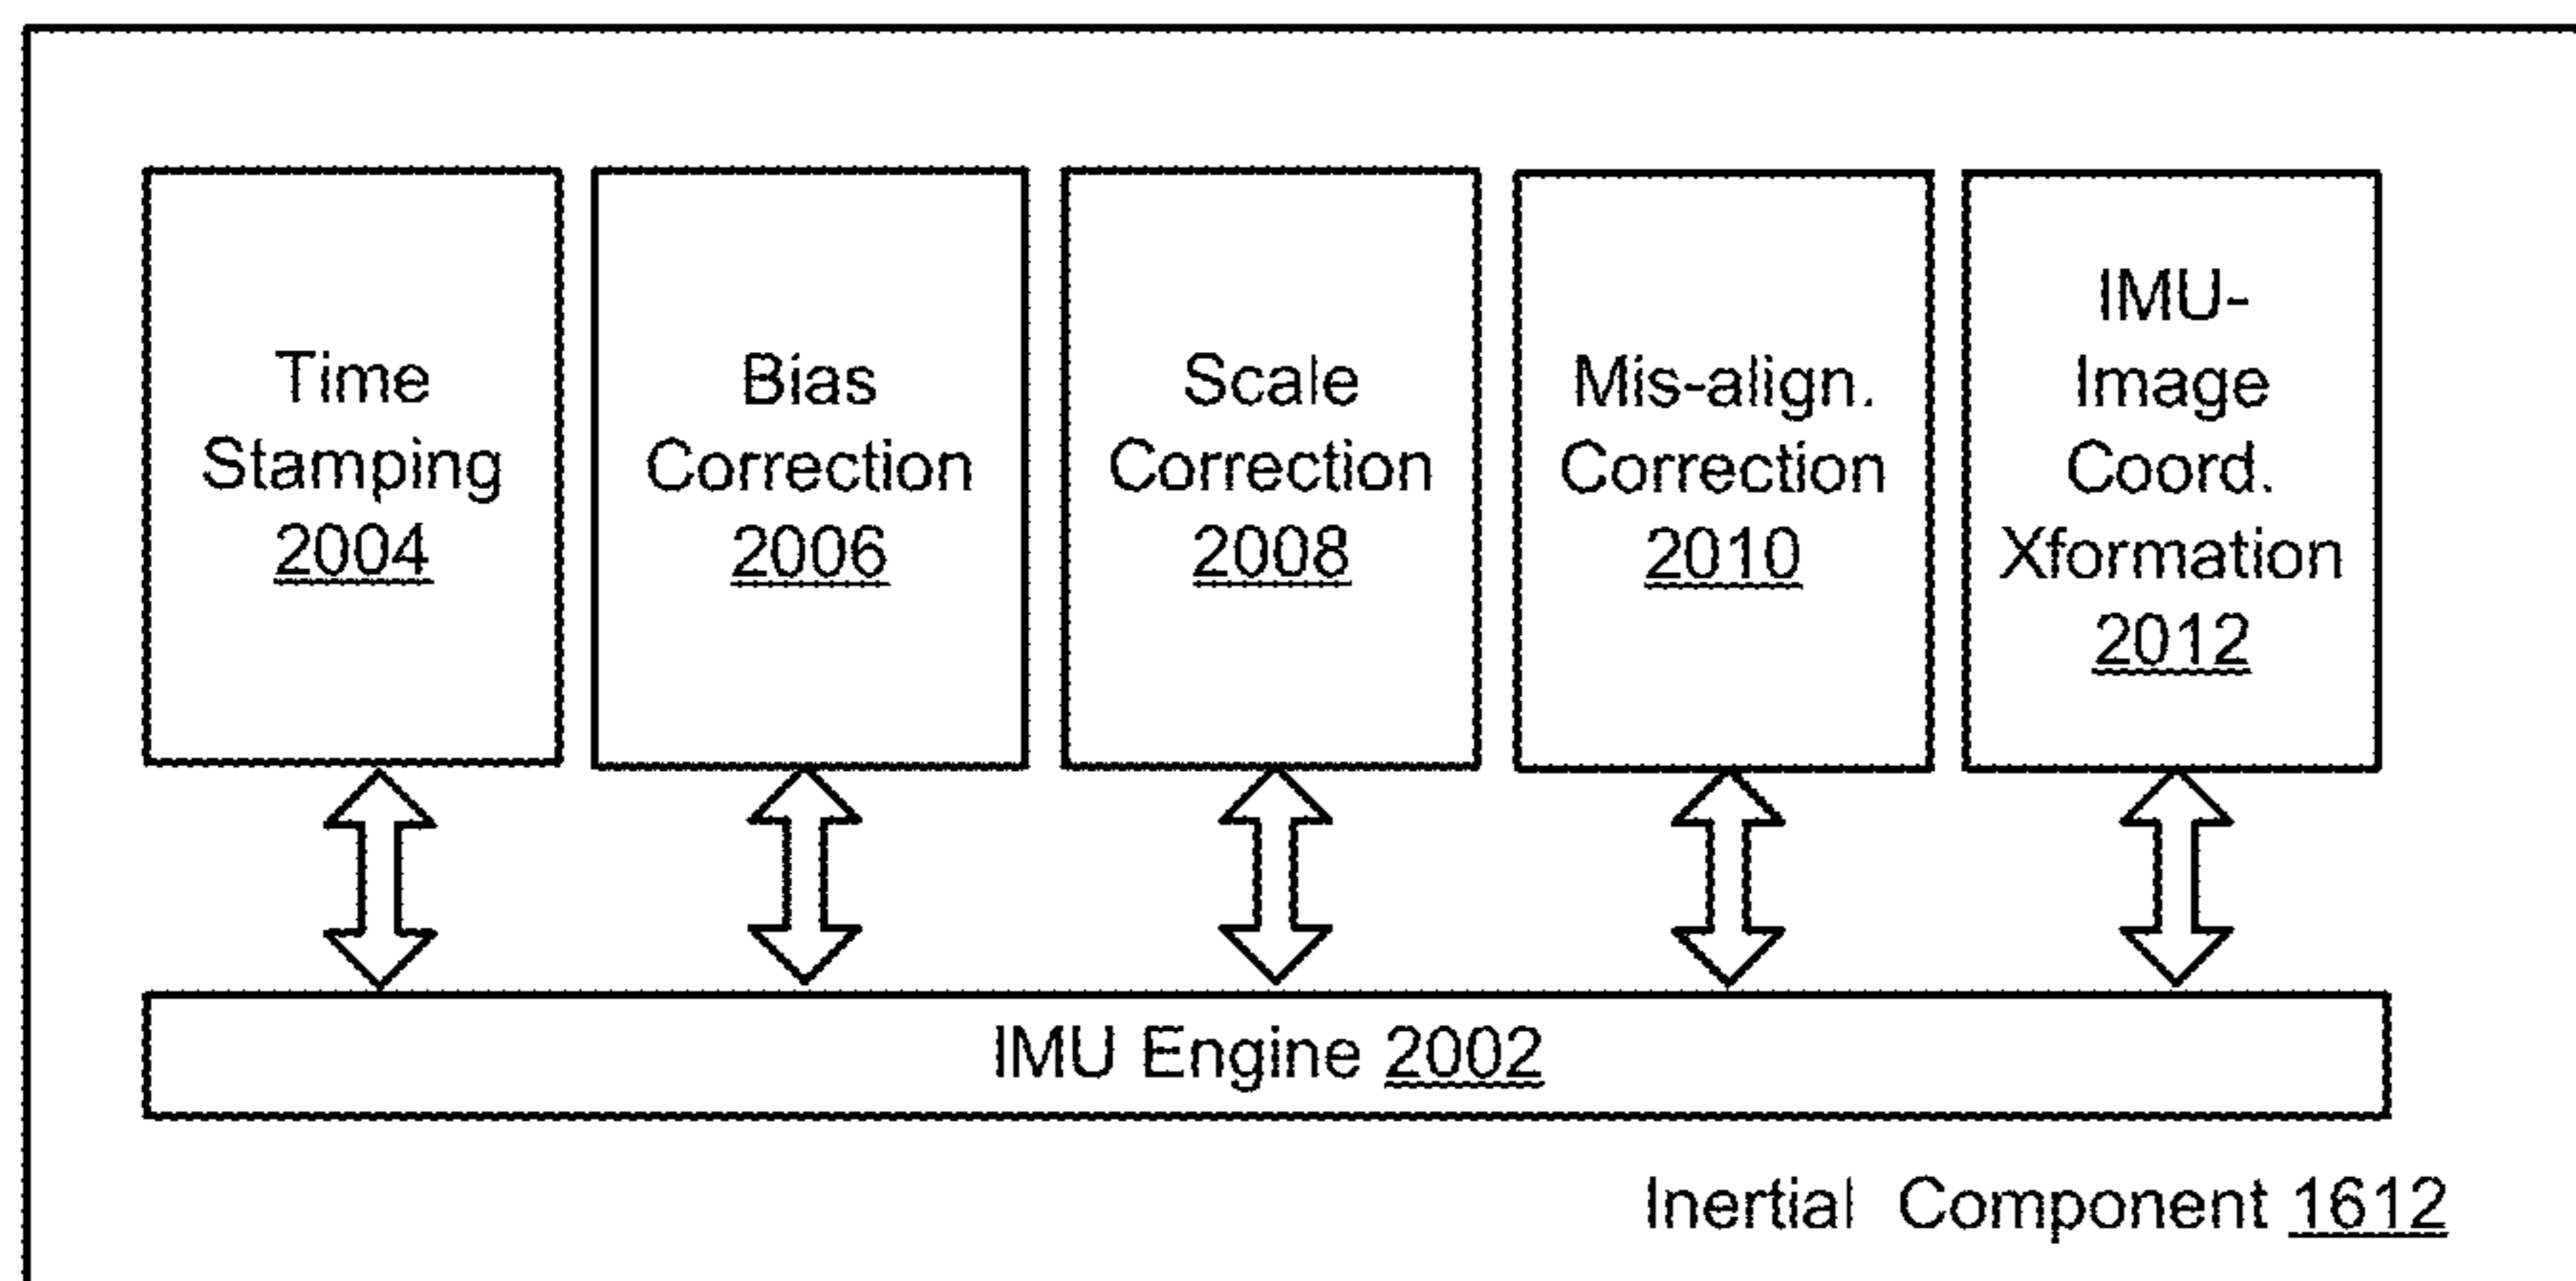 Time
Stamping
2004
Bias
Correction
2006
Scale
Correction
2008
Mis-align.
Correction
2010
IMU-
Image
Coord.
Xformation
2012
IMU Engine 2002
Inertial Component 1612